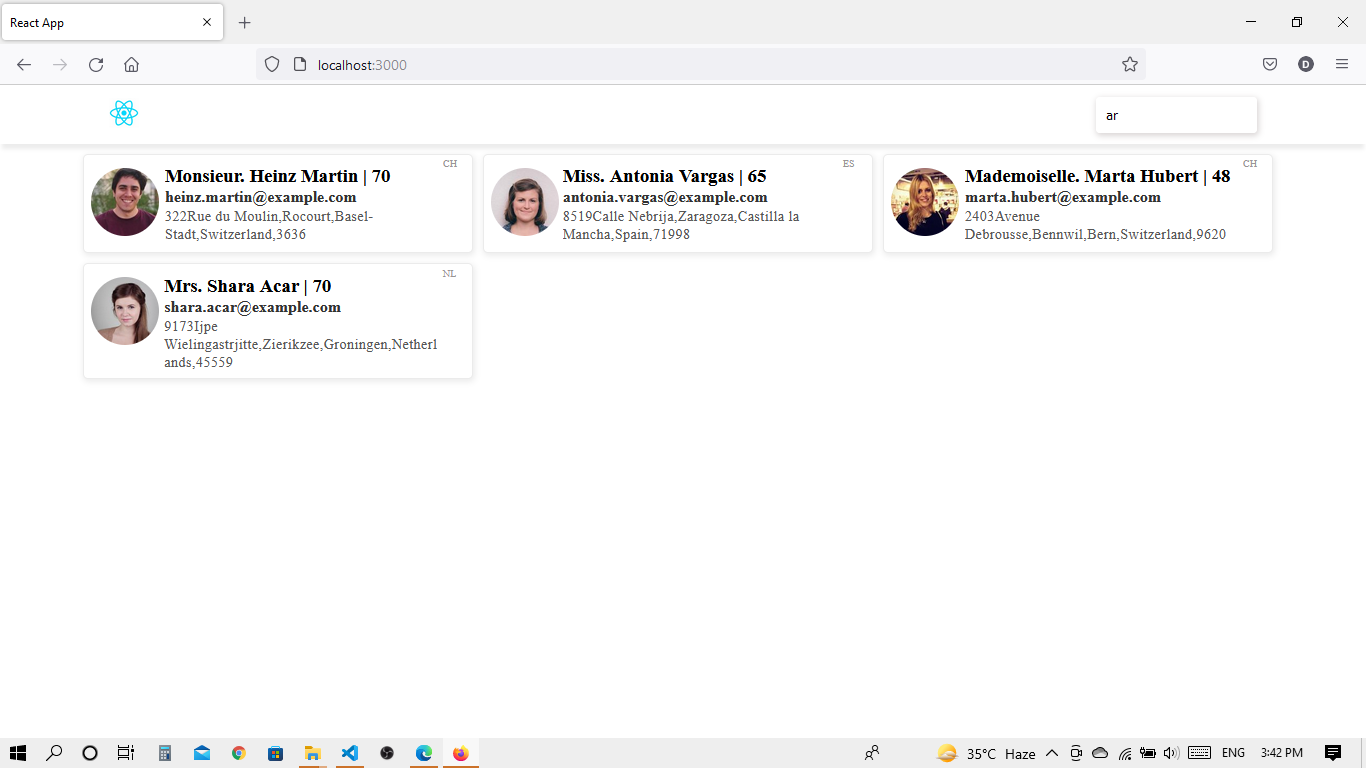 React App
localhost:3000
D
ar
CH
Monsieur. Heinz Martin | 70
heinz.martin@example.com
322Rue du Moulin,Rocourt,Basel-
Stadt,Switzerland,3636
ES
Miss. Antonia Vargas | 65
antonia.vargas@example.com
8519Calle Nebrija,Zaragoza,Castilla la
Mancha,Spain,71998
CH
Mademoiselle. Marta Hubert | 48
marta.hubert@example.com
2403Avenue
Debrousse,Bennwil,Bern,Switzerland,9620
NL
Mrs. Shara Acar | 70
shara.acar@example.com
9173Ijpe
Wielingastrjitte,Zierikzee,Groningen,Netherl
ands,45559
35°C Haze
ENG
3:42 PM